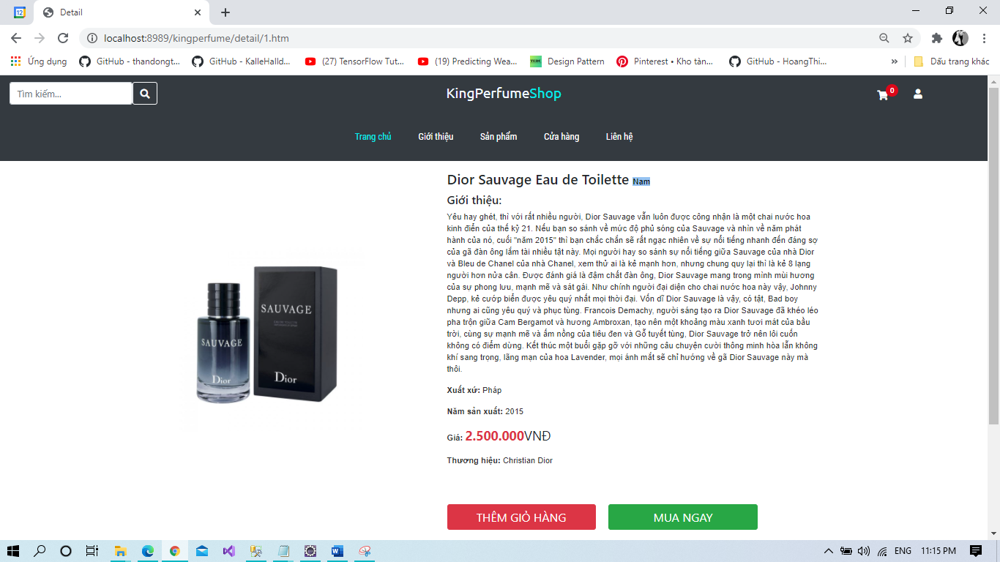 12
Detail
localhost:8989/kingperfume/detail/1.htm
Ứng dụng
GitHub - thandongt...
GitHub - KalleHalld...
(27) TensorFlow Tut...
(19) Predicting Wea...
Design Pattern
Pinterest • Kho tàn...
GitHub - HoangThi...
»
Dấu trang khác
Tìm kiếm...
KingPerfumeShop
0
Trang chủ
Giới thiệu
Sản phẩm
Cửa hàng
Liên hệ
Dior Sauvage Eau de Toilette Nam
Giới thiệu:
Yêu hay ghét, thì với rất nhiều người, Dior Sauvage vẫn luôn được công nhận là một chai nước hoa
kinh điển của thế kỷ 21. Nếu bạn so sánh về mức độ phủ sóng của Sauvage và nhìn về năm phát
hành của nó, cuối "năm 2015" thì bạn chắc chắn sẽ rất ngạc nhiên về sự nổi tiếng nhanh đến đáng sợ
của gã đàn ông lắm tài nhiều tật này. Mọi người hay so sánh sự nổi tiếng giữa Sauvage của nhà Dior
và Bleu de Chanel của nhà Chanel, xem thử ai là kẻ mạnh hơn, nhưng chung quy lại thì là kẻ 8 lạng
người hơn nửa cân. Được đánh giá là đậm chất đàn ông, Dior Sauvage mang trong mình mùi hương
của sự phong lưu, mạnh mẽ và sát gái. Như chính người đại diện cho chai nước hoa này vậy, Johnny
Depp, kẻ cướp biển được yêu quý nhất mọi thời đại. Vốn dĩ Dior Sauvage là vậy, có tật, Bad boy
nhưng ai cũng yêu quý và phục tùng. Francois Demachy, người sáng tạo ra Dior Sauvage đã khéo léo
pha trộn giữa Cam Bergamot và hương Ambroxan, tạo nên một khoảng màu xanh tươi mát của bầu
trời, cùng sự mạnh mẽ và ấm nồng của tiêu đen và Gỗ tuyết tùng, Dior Sauvage trở nên lôi cuốn
không có điểm dừng. Kết thúc một buổi gặp gỡ với những câu chuyện cười thông minh hòa lẫn không
khí sang trọng, lãng mạn của hoa Lavender, mọi ánh mắt sẽ chỉ hướng về gã Dior Sauvage này mà
thôi.
SAUVAGE
Dior
SAUVAGE
Dior
Xuất xứ: Pháp
Năm sản xuất: 2015
Giá: 2.500.000VNĐ
Thương hiệu: Christian Dior
THÊM GIỎ HÀNG
MUA NGAY
ENG
11:15 PM